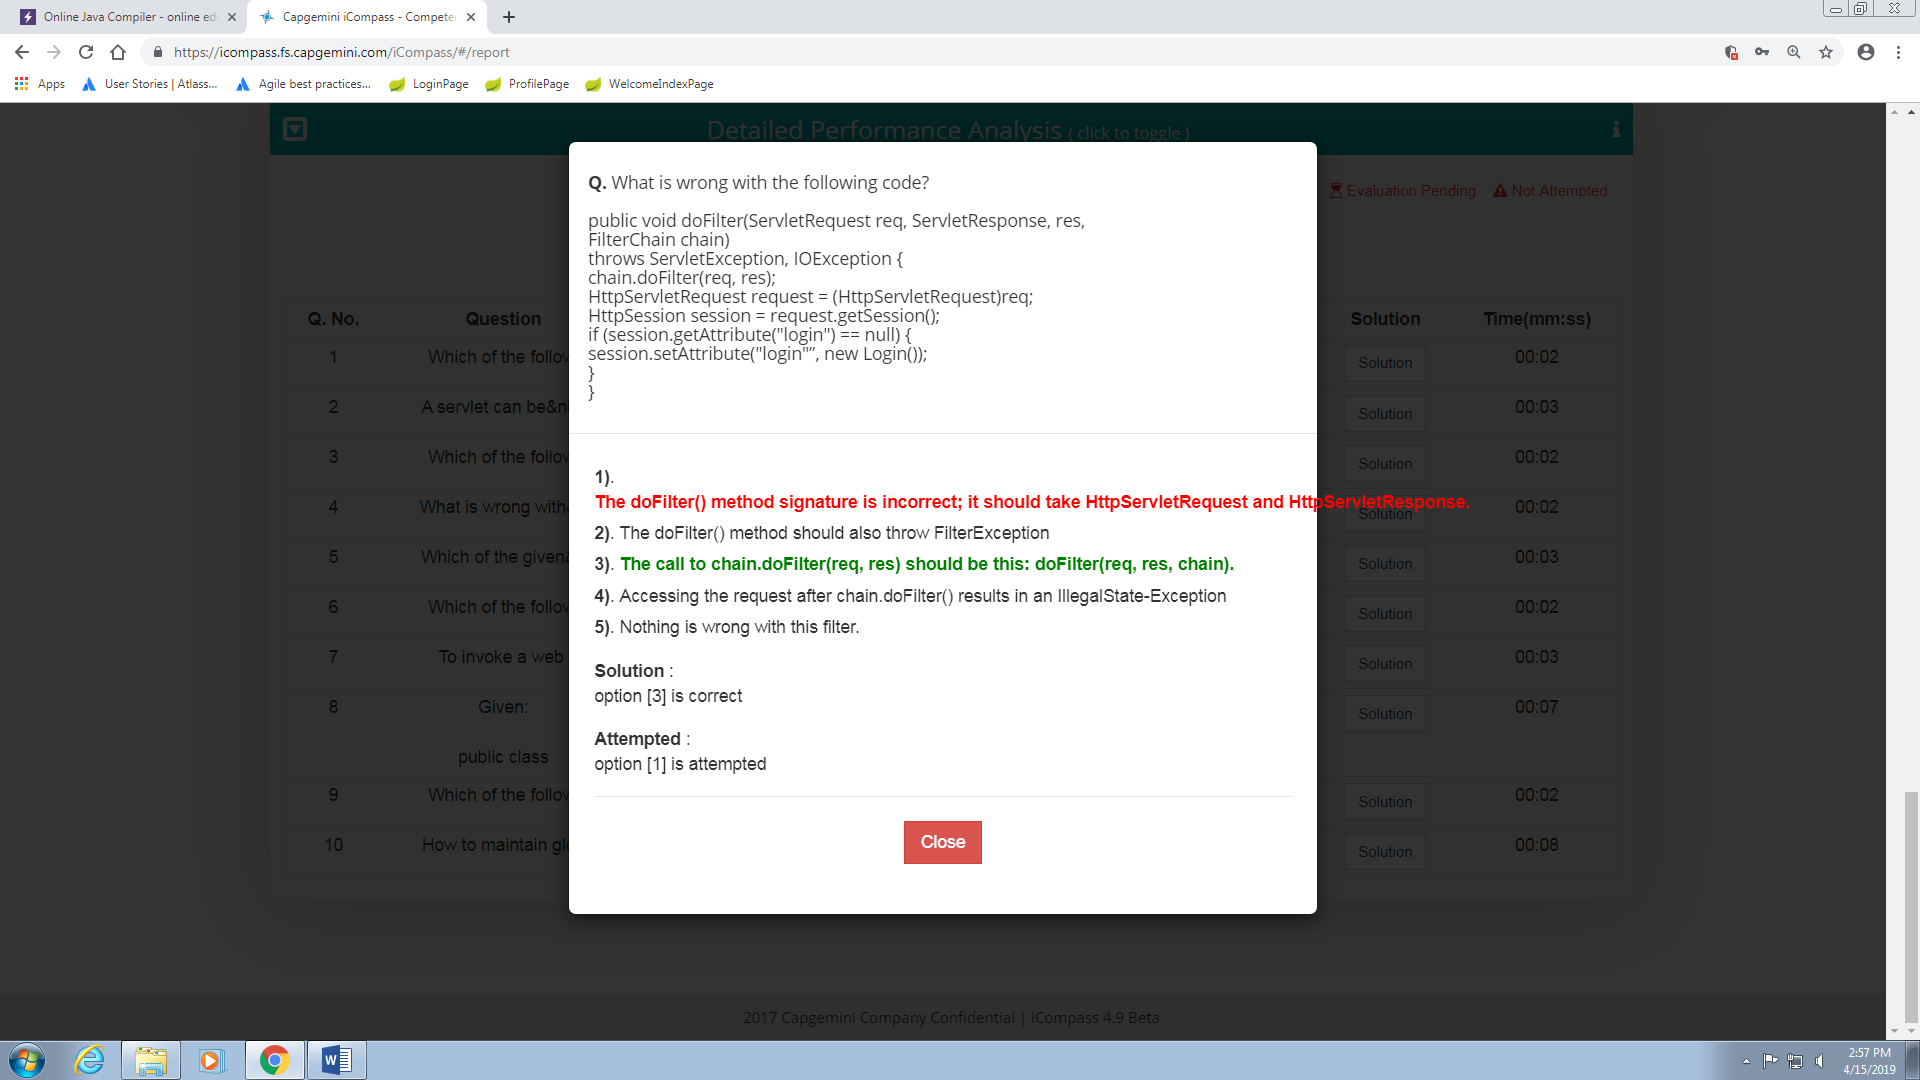 Online Java Compiler - online ed
Capgemini iCompass - Competen
https://icompass.fs.capgemini.com/iCompass/#/report
Apps
User Stories | Atlass...
Agile best practices...
LoginPage
ProfilePage
WelcomeIndexPage
Detailed Performance Analysis ( click to toggle )
Evaluation Pending
Not Attempted
Q. What is wrong with the following code?
public void doFilter(ServletRequest req, ServletResponse, res,
FilterChain chain)
throws ServletException, IOException {
chain.doFilter(req, res);
HttpServletRequest request = (HttpServletRequest)req;
HttpSession session = request.getSession();
if (session.getAttribute("login") == null) {
session.setAttribute("login"”, new Login());
}
}
1).
The doFilter() method signature is incorrect; it should take HttpServletRequest and HttpServletResponse.
2). The doFilter() method should also throw FilterException
3). The call to chain.doFilter(req, res) should be this: doFilter(req, res, chain).
4). Accessing the request after chain.doFilter() results in an IllegalState-Exception
5). Nothing is wrong with this filter.
Solution :
option [3] is correct
Attempted :
option [1] is attempted
Close
Q. No. Question Solution Time(mm:ss)
1 Which of the follow Solution 00:02
2 A servlet can be&n Solution 00:03
3 Which of the follow Solution 00:02
4 What is wrong with& Solution 00:02
5 Which of the given& Solution 00:03
6 Which of the follow Solution 00:02
7 To invoke a web Solution 00:03
8 Given: Solution 00:07
public class
9 Which of the follow Solution 00:02
10 How to maintain glo Solution 00:08
2017 Capgemini Company Confidential | iCompass 4.9 Beta
2:57 PM
4/15/2019